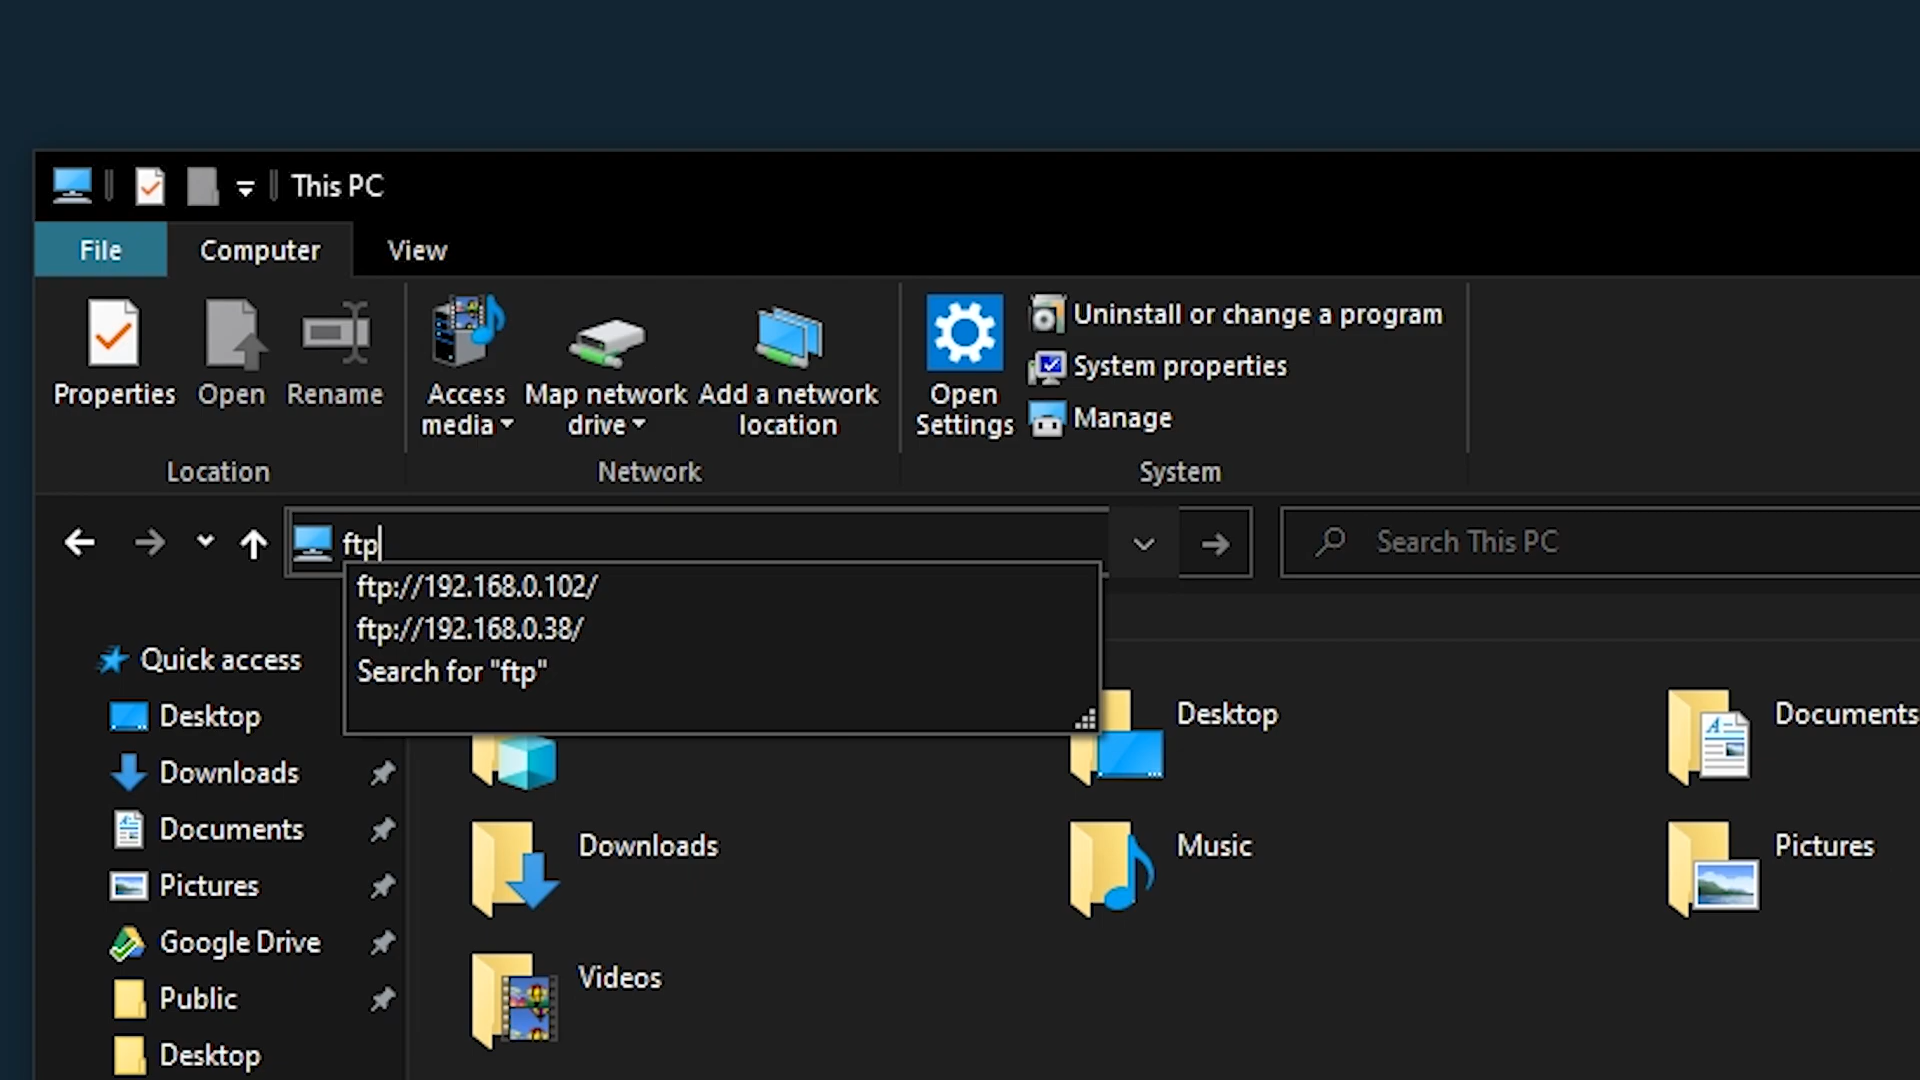 This PC
File Computer View
Properties Open Rename
Access media
Map network drive
Add a network location
Open Settings
Uninstall or change a program
System properties
Manage
Location Network System
ftp
Search This PC
ftp://192.168.0.102/
ftp://192.168.0.38/
Search for "ftp"
Quick access
Desktop
Downloads
Documents
Pictures
Google Drive
Public
Desktop
Desktop
Documents
Downloads
Music
Pictures
Videos